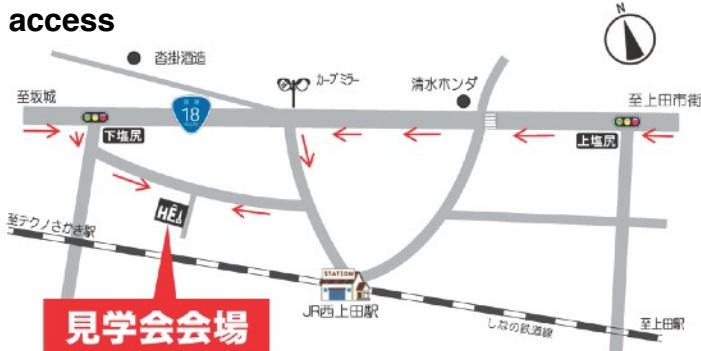 access
N
沓掛酒造
カーブミラー
清水ホンダ
至坂城
国道
18
至上田市街
下塩尻
上塩尻
HÊ!
至テクノさかき駅
STATION
JR西上田駅
しなの鉄道線
至上田駅
見学会会場